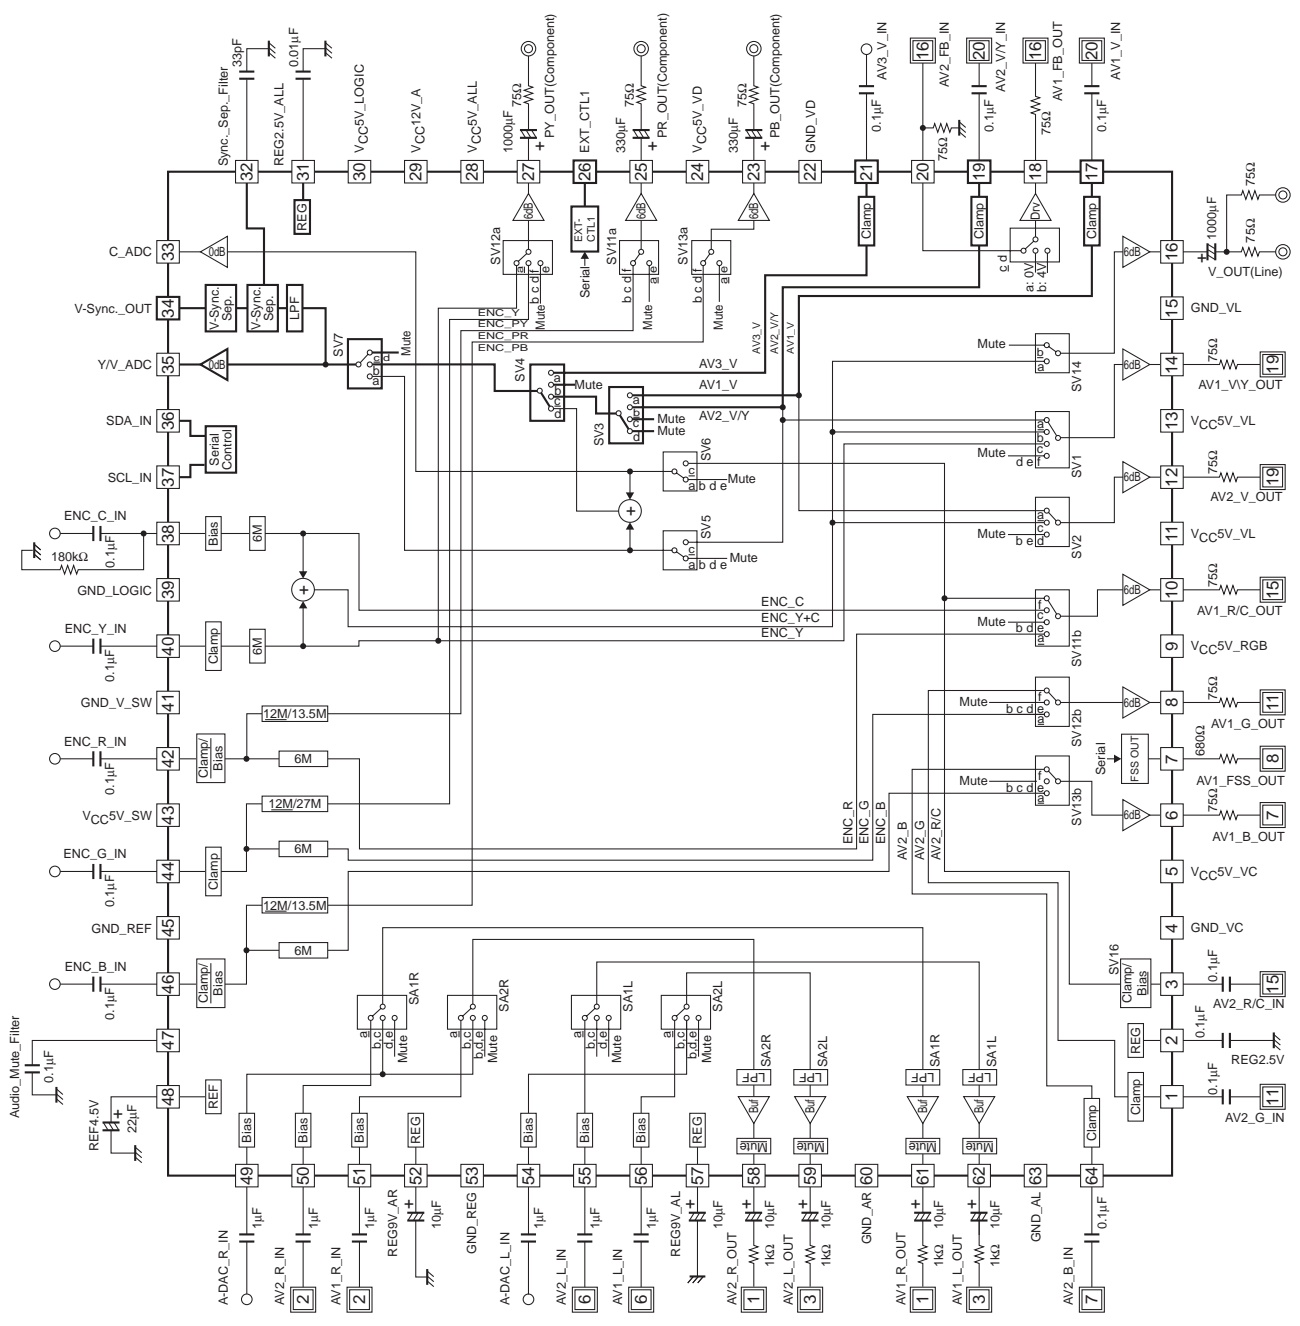 Sync._Sep._Filter
33pF
REG2.5V_ALL
0.01μF
VCC5V_LOGIC
VCC12V_A
VCC5V_ALL
1000μF
75Ω
PY_OUT(Component)
EXT_CTL1
330μF
75Ω
PR_OUT(Component)
VCC5V_VD
330μF
75Ω
PB_OUT(Component)
GND_VD
0.1μF
AV3_V_IN
16
AV2_FB_IN
75Ω
0.1μF
20
AV2_V/Y_IN
75Ω
16
AV1_FB_OUT
0.1μF
20
AV1_V_IN
32
31
30
29
28
27
26
25
24
23
22
21
20
19
18
17
REG
6dB
EXT-CTL1
6dB
6dB
Clamp
Clamp
Drv
Clamp
Serial
SV12a
a
b
c
d
f
e
Mute
SV11a
b c d f
a e
Mute
SV13a
b c d f
a e
Mute
c d
a: 0V
b: 4V
C_ADC
33
0dB
V-Sync._OUT
34
V-Sync. Sep.
V-Sync. Sep.
LPF
Y/V_ADC
35
0dB
SV7
a
b
c
d
Mute
SDA_IN
36
SCL_IN
37
Serial Control
ENC_Y
ENC_PY
ENC_PR
ENC_PB
AV3_V
AV2_V/Y
AV1_V
SV4
a
b
c
d
Mute
AV3_V
AV1_V
AV2_V/Y
SV3
a
b
c
d
Mute
Mute
SV6
c
a b d e
Mute
SV5
c
a b d e
Mute
+
6dB
16
1000μF
75Ω
75Ω
V_OUT(Line)
15
GND_VL
Mute
b
c
a
SV14
6dB
14
75Ω
19
AV1_V\Y_OUT
13
VCC5V_VL
a
b
c
Mute
d e f
SV1
6dB
12
75Ω
19
AV2_V_OUT
a
c
Mute
b e d
SV2
11
VCC5V_VL
ENC_C_IN
0.1μF
180kΩ
38
Bias
6M
GND_LOGIC
39
+
ENC_Y_IN
0.1μF
40
Clamp
6M
ENC_C
ENC_Y+C
ENC_Y
f
c
Mute
b d e
a
SV11b
6dB
10
75Ω
15
AV1_R/C_OUT
9
VCC5V_RGB
GND_V_SW
41
ENC_R_IN
0.1μF
42
Clamp/Bias
12M/13.5M
6M
Mute
f
b c d e
a
SV12b
6dB
8
75Ω
11
AV1_G_OUT
Serial
FSS OUT
7
680Ω
8
AV1_FSS_OUT
VCC5V_SW
43
ENC_G_IN
0.1μF
44
Clamp
12M/27M
6M
f
Mute
b c d e
a
SV13b
6dB
6
75Ω
7
AV1_B_OUT
ENC_R
ENC_G
ENC_B
AV2_B
AV2_G
AV2_R/C
5
VCC5V_VC
GND_REF
45
ENC_B_IN
0.1μF
46
Clamp/Bias
12M/13.5M
6M
4
GND_VC
SV16
Clamp/Bias
3
0.1μF
15
AV2_R/C_IN
SA1R
a
b,c
d,e
Mute
SA2R
a
b,c
b,d,e
Mute
SA1L
a
b,c
d,e
Mute
SA2L
a
b,c
b,d,e
Mute
Audio_Mute_Filter
0.1μF
47
REG
2
0.1μF
REG2.5V
REF4.5V
22μF
48
REF
Clamp
1
0.1μF
11
AV2_G_IN
SA2R
SA2L
SA1R
SA1L
LPF
LPF
LPF
LPF
Buf
Buf
Buf
Buf
Bias
Bias
Bias
REG
Bias
Bias
Bias
REG
Mute
Mute
Mute
Mute
Clamp
49
50
51
52
53
54
55
56
57
58
59
60
61
62
63
64
A-DAC_R_IN
1μF
AV2_R_IN
1μF
2
AV1_R_IN
1μF
2
REG9V_AR
10μF
GND_REG
A-DAC_L_IN
1μF
AV2_L_IN
1μF
6
AV1_L_IN
1μF
6
REG9V_AL
10μF
AV2_R_OUT
10μF
1kΩ
1
AV2_L_OUT
10μF
1kΩ
3
GND_AR
AV1_R_OUT
10μF
1kΩ
1
AV1_L_OUT
10μF
1kΩ
3
GND_AL
AV2_B_IN
0.1μF
7